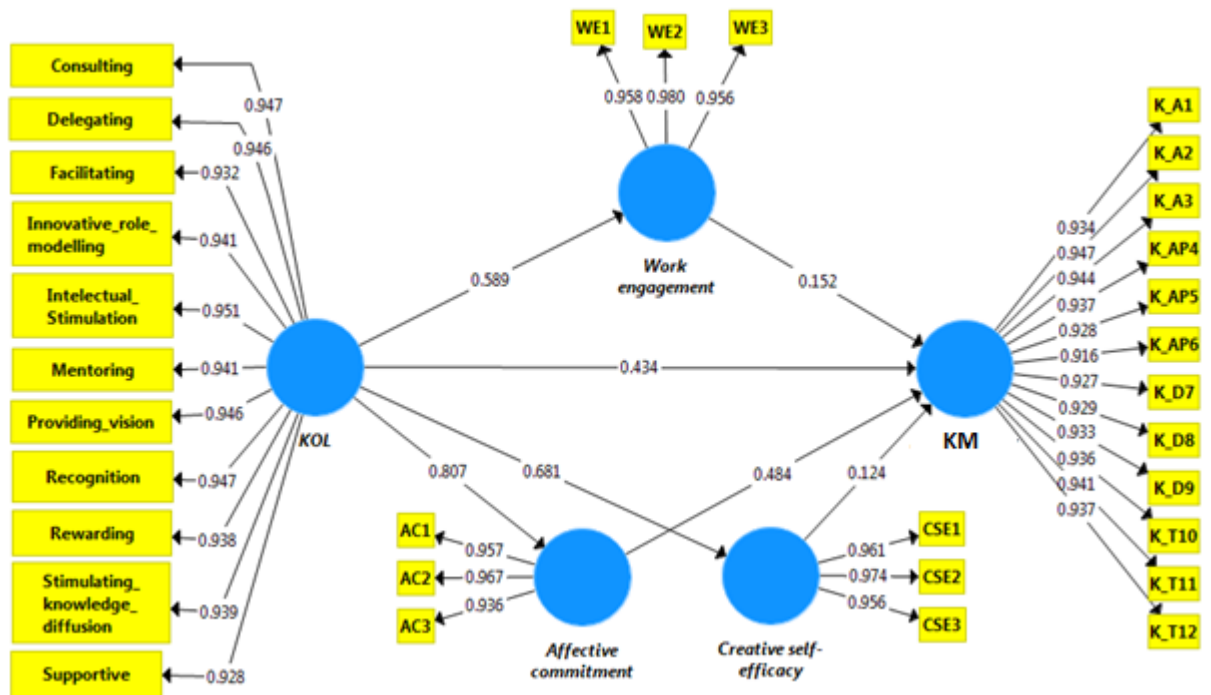 Consulting
Delegating
Facilitating
Innovative_role_
modelling
Intelectual_
Stimulation
Mentoring
Providing_vision
Recognition
Rewarding
Stimulating_
knowledge_
diffusion
Supportive
0.947
0.946
0.932
0.941
0.951
0.941
0.946
0.947
0.938
0.939
0.928
KOL
WE1
WE2
WE3
0.958
0.980
0.956
Work
engagement
0.589
0.152
0.434
0.807
0.681
0.484
0.124
AC1
AC2
AC3
0.957
0.967
0.936
Affective
commitment
CSE1
CSE2
CSE3
0.961
0.974
0.956
Creative self-
efficacy
KM
0.934
0.947
0.944
0.937
0.928
0.916
0.927
0.929
0.933
0.936
0.941
0.937
K_A1
K_A2
K_A3
K_AP4
K_AP5
K_AP6
K_D7
K_D8
K_D9
K_T10
K_T11
K_T12